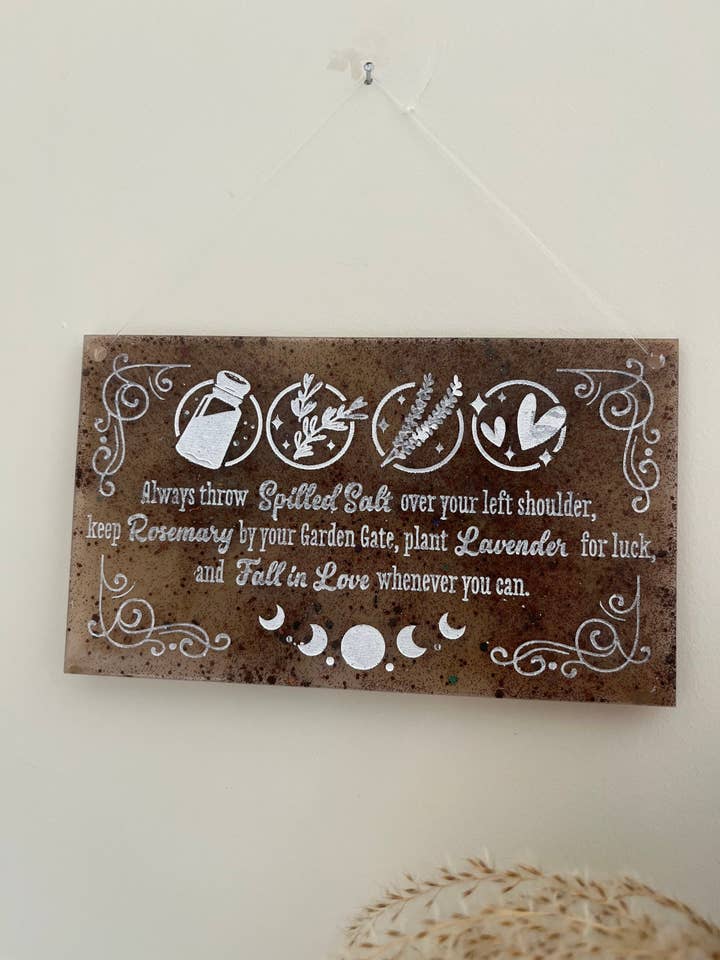 Always throw Spilled Salt over your left shoulder,
keep Rosemary by your Garden Gate, plant Lavender for luck,
and Fall in Love whenever you can.